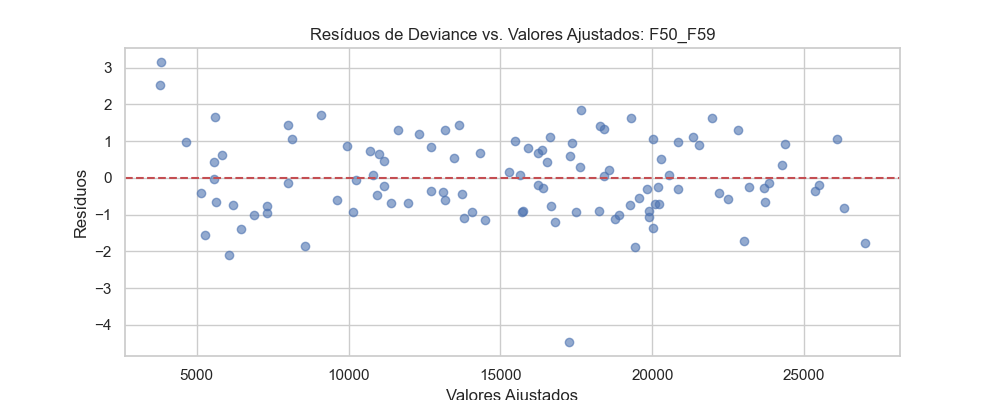 Resíduos de Deviance vs. Valores Ajustados: F50_F59
3
2
1
0
−1
−2
−3
−4
Resíduos
5000 10000 15000 20000 25000
Valores Ajustados